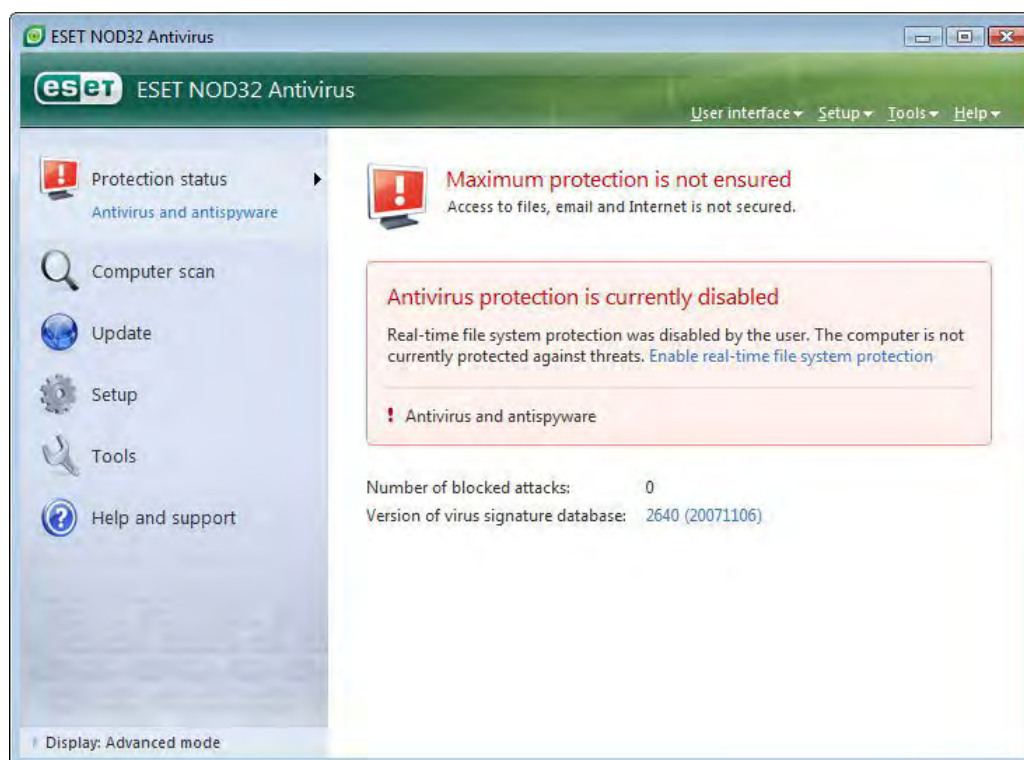 ESET NOD32 Antivirus
eseT ESET NOD32 Antivirus
User interface Setup Tools Help
Protection status
Antivirus and antispyware
Computer scan
Update
Setup
Tools
Help and support
Display: Advanced mode
Maximum protection is not ensured
Access to files, email and Internet is not secured.
Antivirus protection is currently disabled
Real-time file system protection was disabled by the user. The computer is not
currently protected against threats. Enable real-time file system protection
! Antivirus and antispyware
Number of blocked attacks: 0
Version of virus signature database: 2640 (20071106)